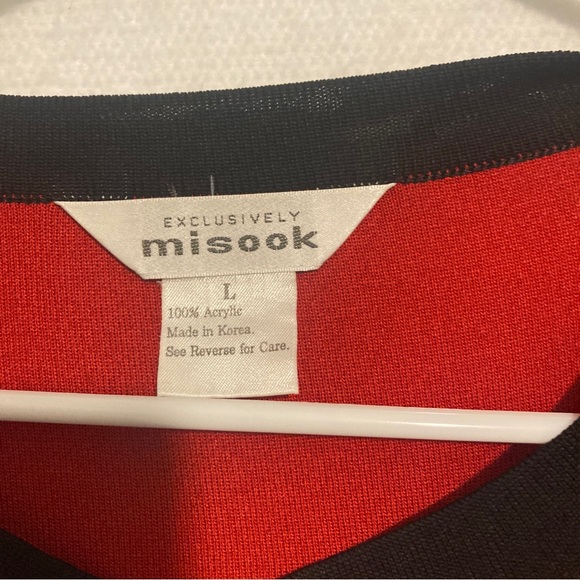 EXCLUSIVELY
misook
L
100% Acrylic
Made in Korea.
See Reverse for Care.